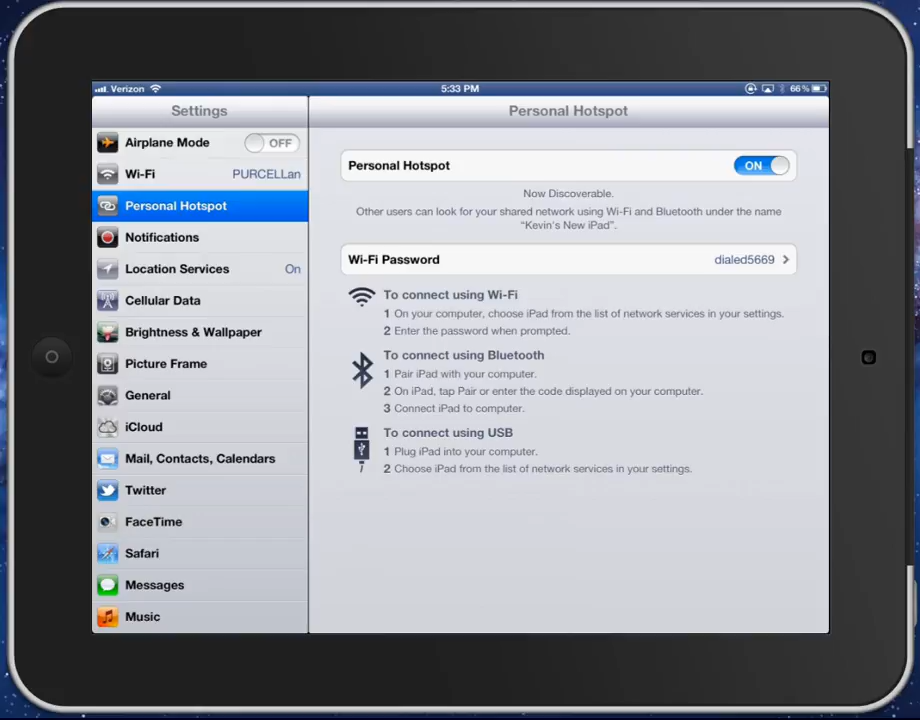 Verizon
5:33 PM
66%
Settings
Personal Hotspot
Airplane Mode OFF
Wi-Fi PURCELLan
Personal Hotspot
Notifications
Location Services On
Cellular Data
Brightness & Wallpaper
Picture Frame
General
iCloud
Mail, Contacts, Calendars
Twitter
FaceTime
Safari
Messages
Music
Personal Hotspot ON
Now Discoverable.
Other users can look for your shared network using Wi-Fi and Bluetooth under the name
“Kevin's New iPad”.
Wi-Fi Password dialed5669
To connect using Wi-Fi
1 On your computer, choose iPad from the list of network services in your settings.
2 Enter the password when prompted.
To connect using Bluetooth
1 Pair iPad with your computer.
2 On iPad, tap Pair or enter the code displayed on your computer.
3 Connect iPad to computer.
To connect using USB
1 Plug iPad into your computer.
2 Choose iPad from the list of network services in your settings.